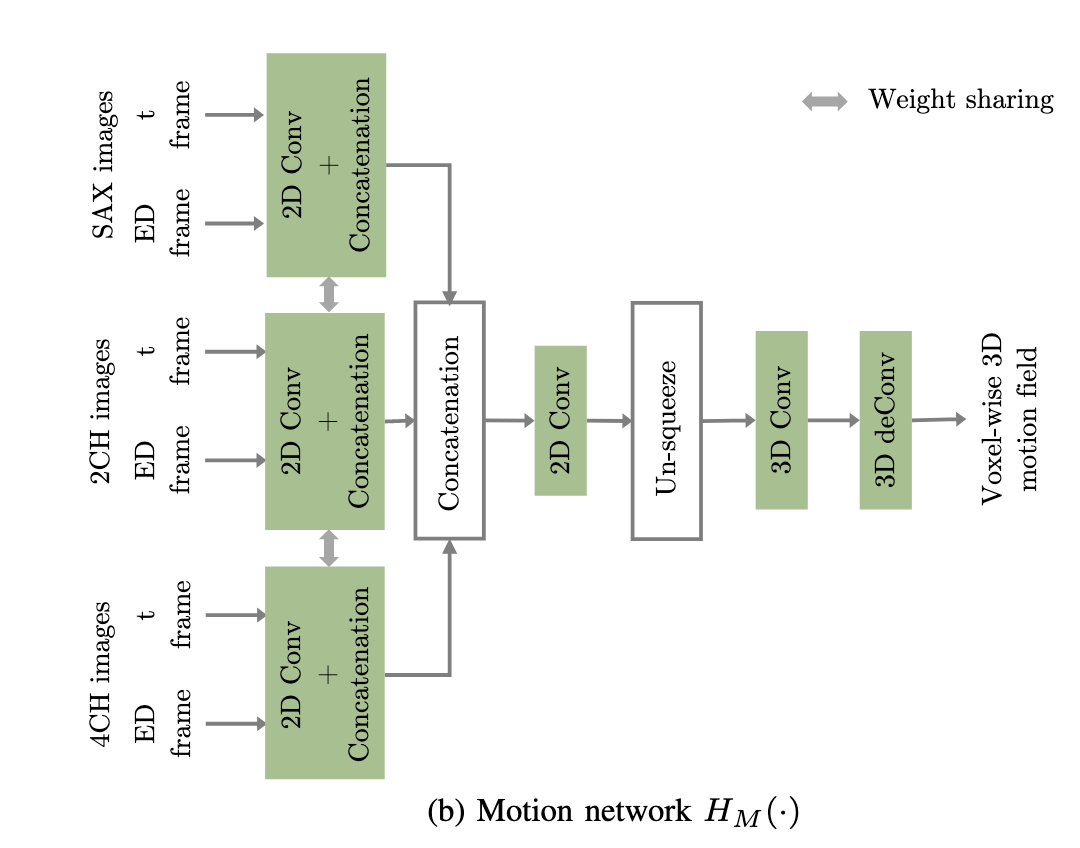 SAX images
t
frame
ED
frame
2D Conv
+
Concatenation
Weight sharing
2CH images
t
frame
ED
frame
2D Conv
+
Concatenation
4CH images
t
frame
ED
frame
2D Conv
+
Concatenation
Concatenation
2D Conv
Un-squeeze
3D Conv
3D deConv
Voxel-wise 3D
motion field
(b) Motion network H_M(·)